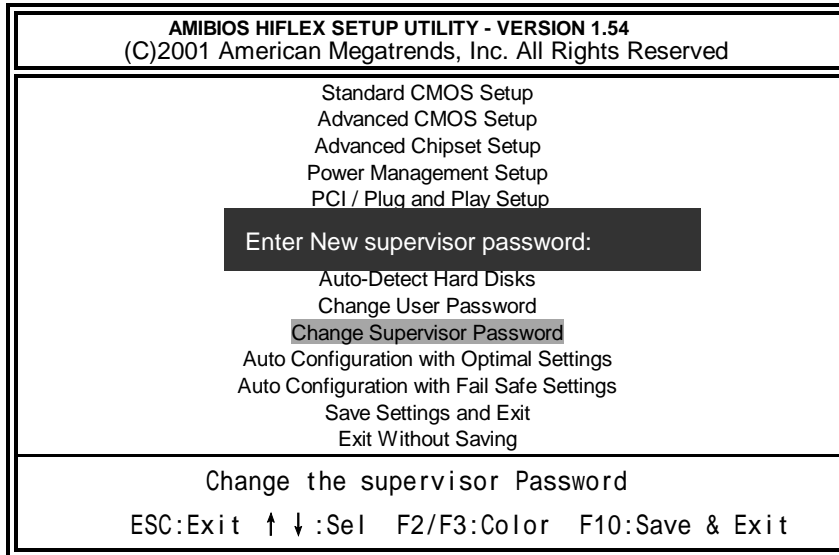 AMIBIOS HIFLEX SETUP UTILITY - VERSION 1.54
(C)2001 American Megatrends, Inc. All Rights Reserved
Standard CMOS Setup
Advanced CMOS Setup
Advanced Chipset Setup
Power Management Setup
PCI / Plug and Play Setup
Enter New supervisor password:
Auto-Detect Hard Disks
Change User Password
Change Supervisor Password
Auto Configuration with Optimal Settings
Auto Configuration with Fail Safe Settings
Save Settings and Exit
Exit Without Saving
Change the supervisor Password
ESC:Exit ↑↓:Sel F2/F3:Color F10:Save & Exit